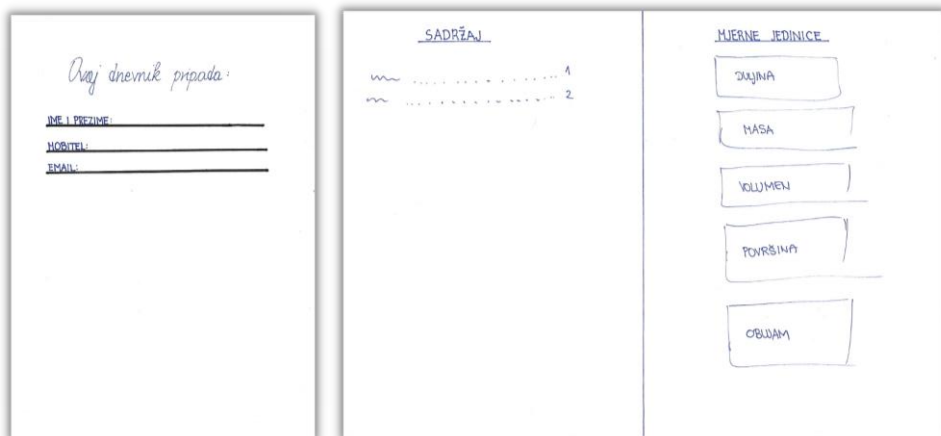 Ovaj dnevnik pripada:
IME I PREZIME:
MOBITEL:
EMAIL:
SADRŽAJ
1
2
MJERNE JEDINICE
DULJINA
MASA
VOLUMEN
POVRŠINA
OBUJAM